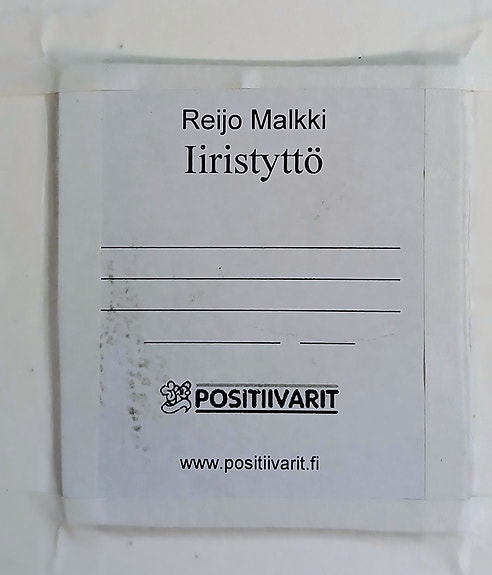 Reijo Malkki
Iiristyttö
POSITIIVARIT
www.positiivarit.fi